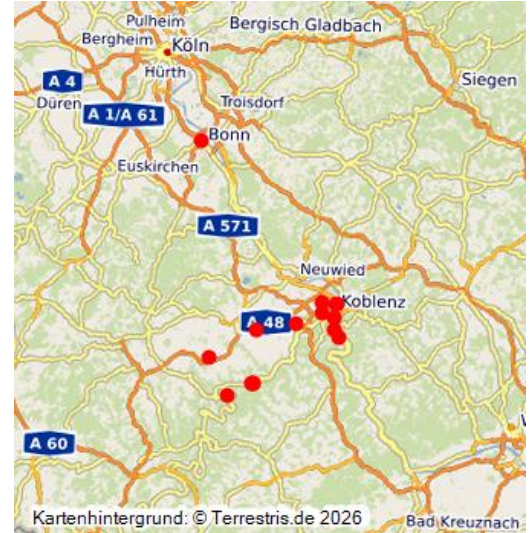 Pulheim
Bergisch Gladbach
Bergheim
Köln
Hürth
Siegen
A 4
Düren
Troisdorf
A 1/A 61
Bonn
Euskirchen
A 571
Neuwied
Koblenz
A 48
A 60
W
Kartenhintergrund: © Terrestris.de 2026
Bad Kreuznach